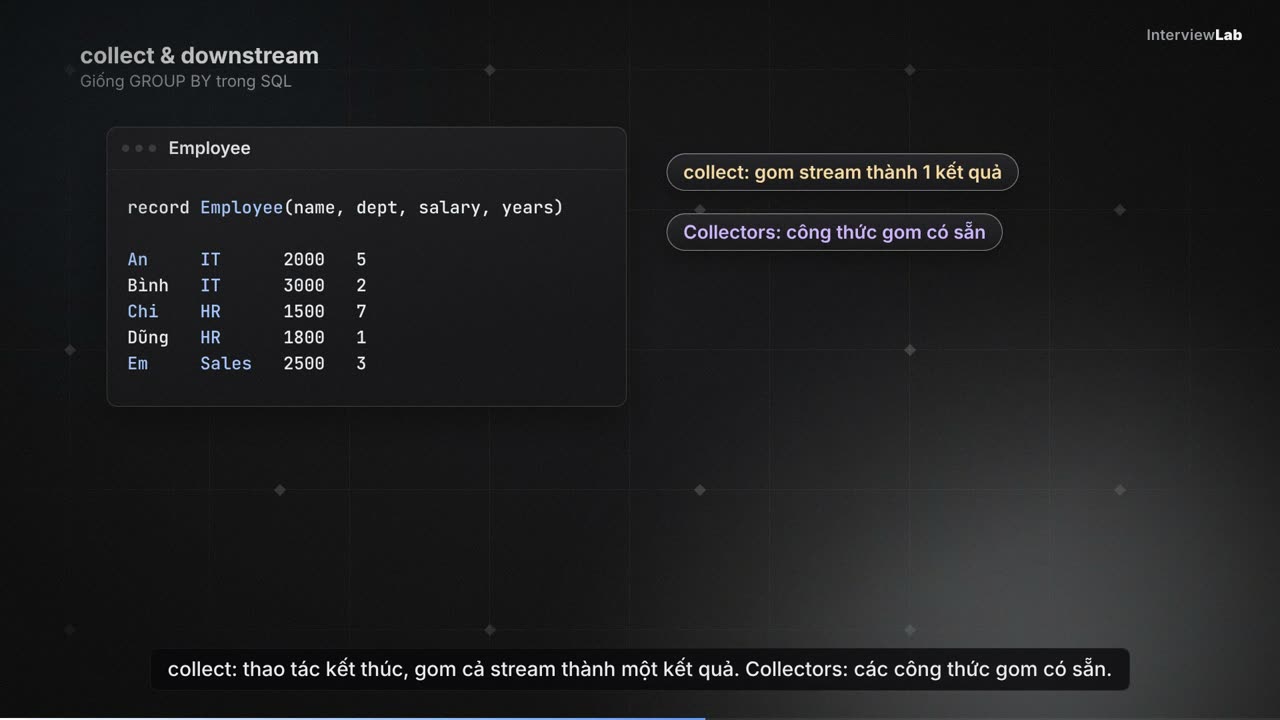 collect & downstream
Giống GROUP BY trong SQL
InterviewLab
Employee
record Employee(name, dept, salary, years)
An IT 2000 5
Bình IT 3000 2
Chi HR 1500 7
Dũng HR 1800 1
Em Sales 2500 3
collect: gom stream thành 1 kết quả
Collectors: công thức gom có sẵn
collect: thao tác kết thúc, gom cả stream thành một kết quả. Collectors: các công thức gom có sẵn.